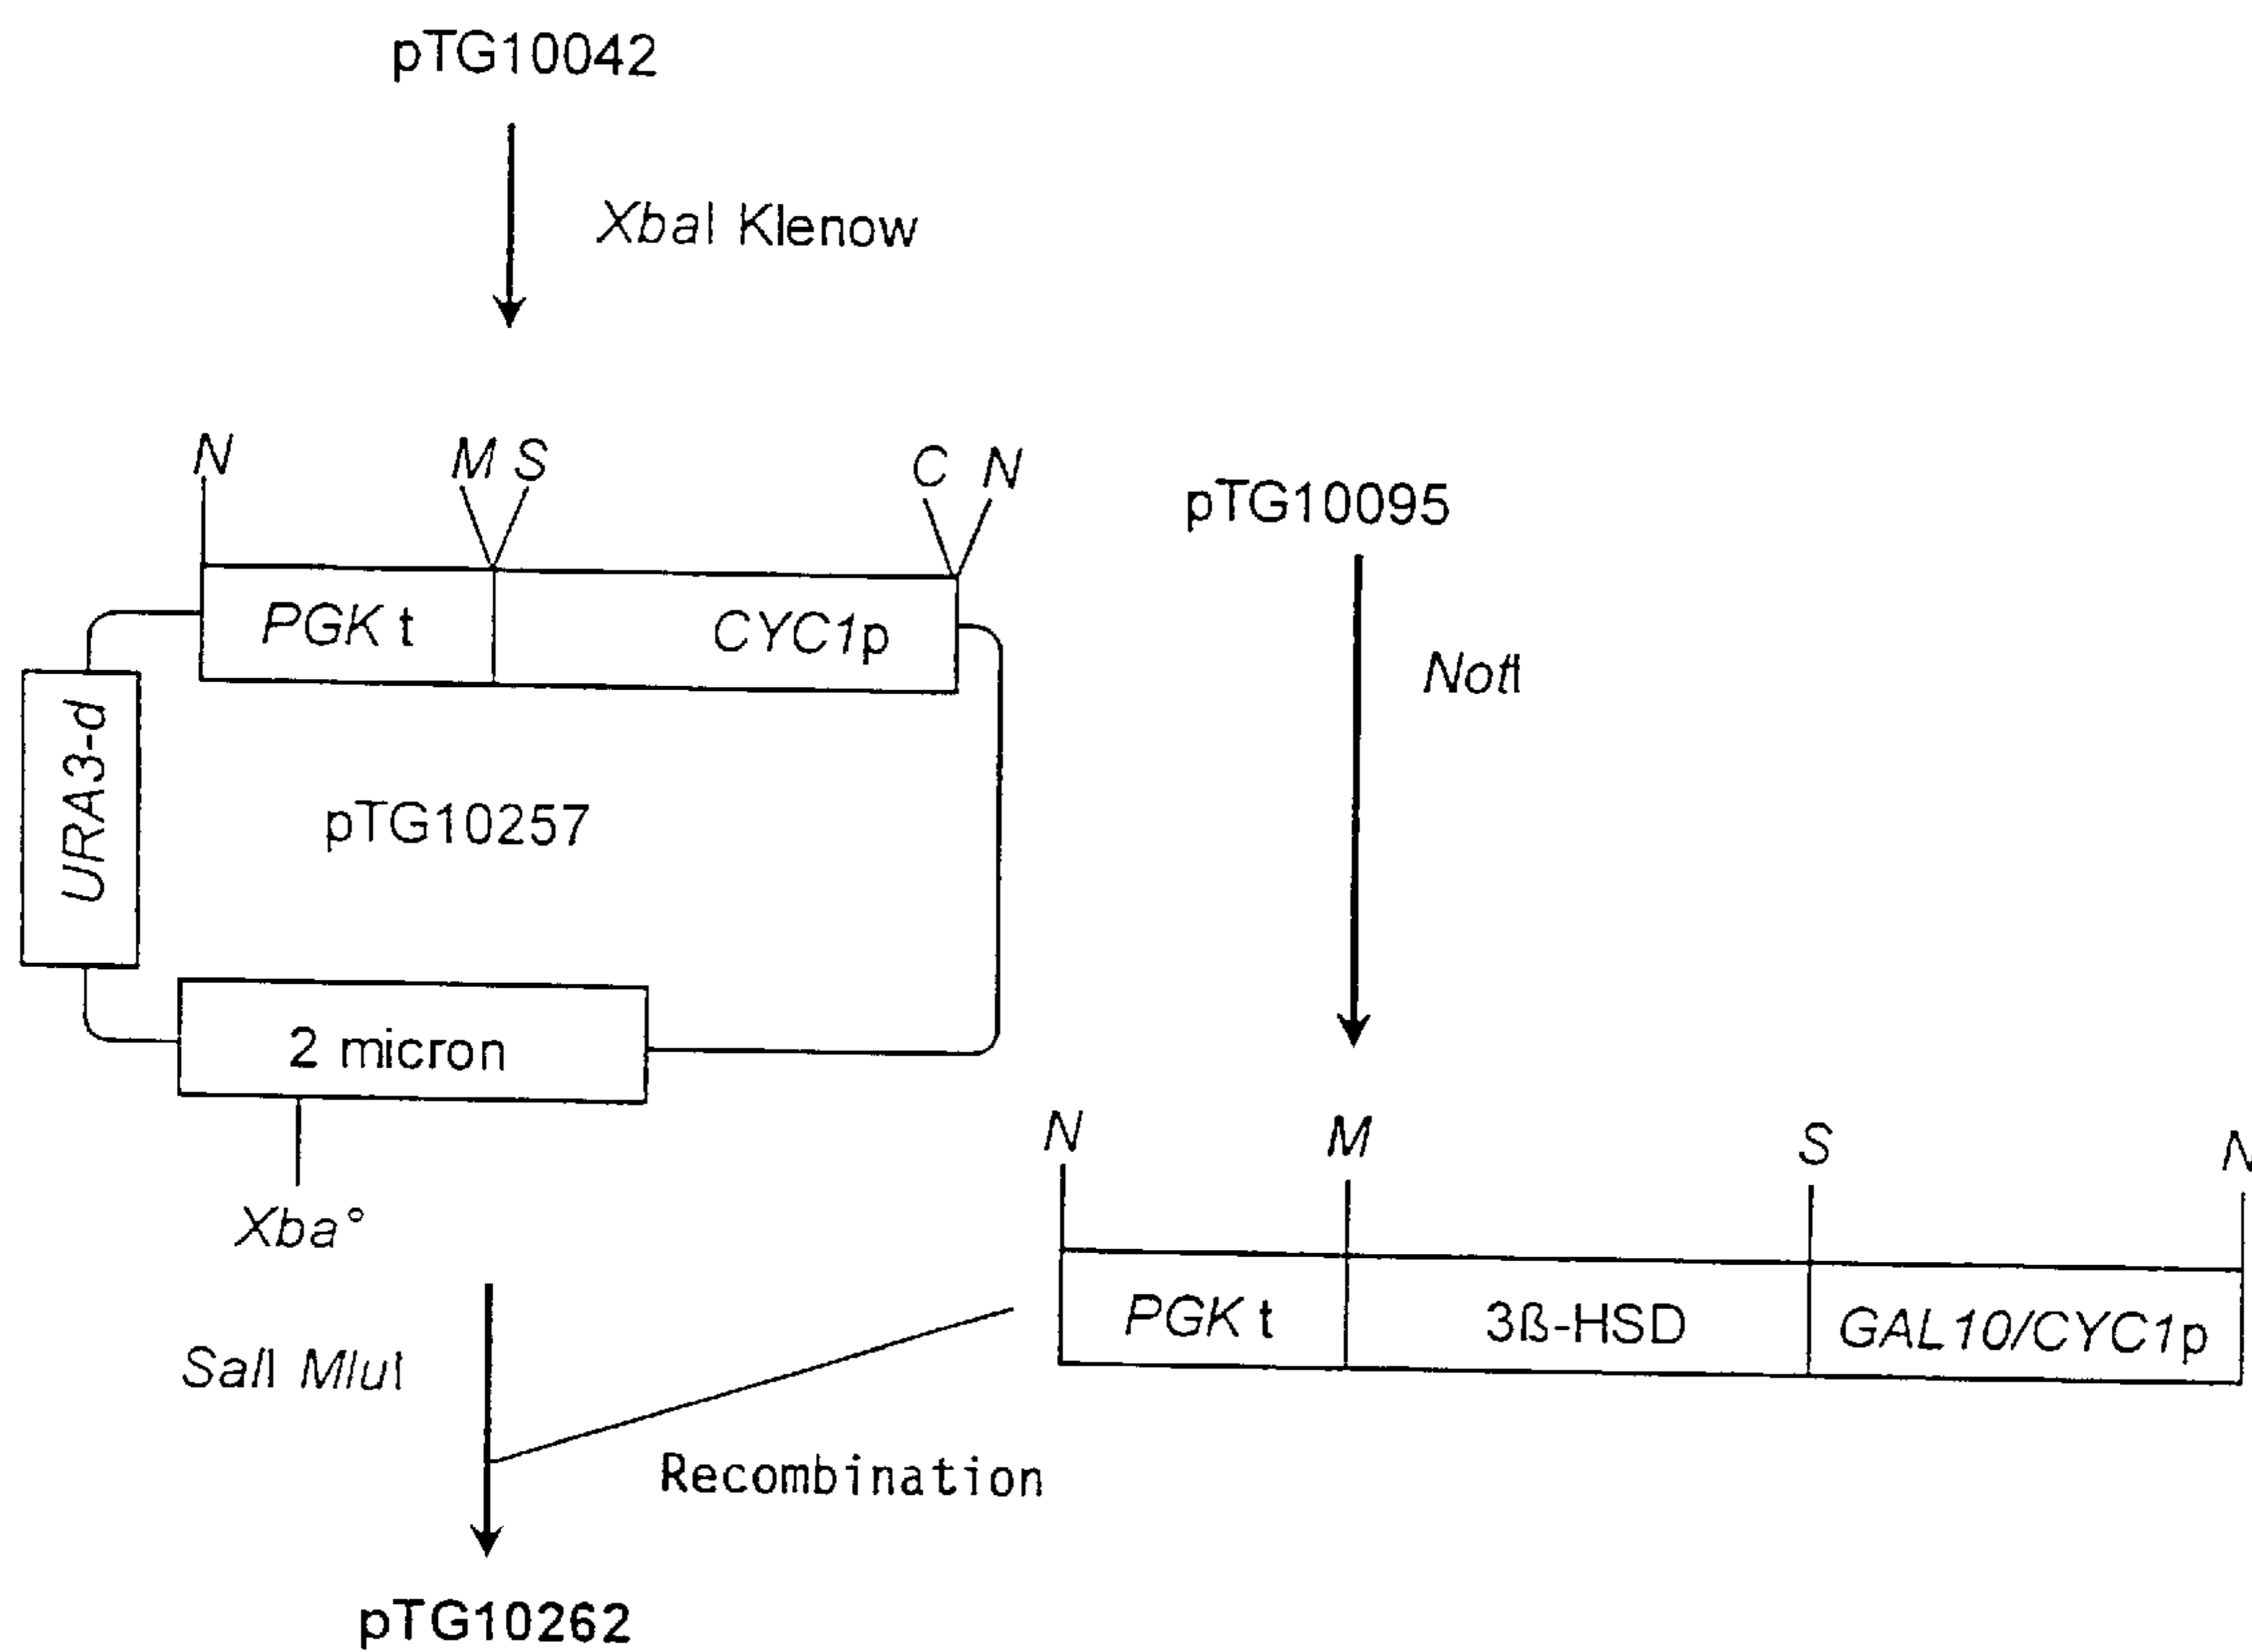 pTG10042
XbaI Klenow
N M S C N
pTG10095
PGK t CYC1p
NotI
URA3-d
pTG10257
2 micron
N M S N
Xba°
PGK t 3ß-HSD GAL10/CYC1p
SalI MluI
Recombination
pTG10262